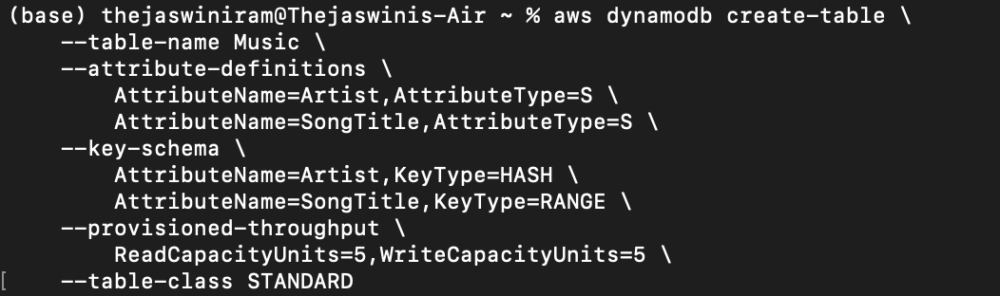 (base) thejaswiniram@Thejaswinis-Air ~ % aws dynamodb create-table \
    --table-name Music \
    --attribute-definitions \
        AttributeName=Artist,AttributeType=S \
        AttributeName=SongTitle,AttributeType=S \
    --key-schema \
        AttributeName=Artist,KeyType=HASH \
        AttributeName=SongTitle,KeyType=RANGE \
    --provisioned-throughput \
        ReadCapacityUnits=5,WriteCapacityUnits=5 \
[    --table-class STANDARD